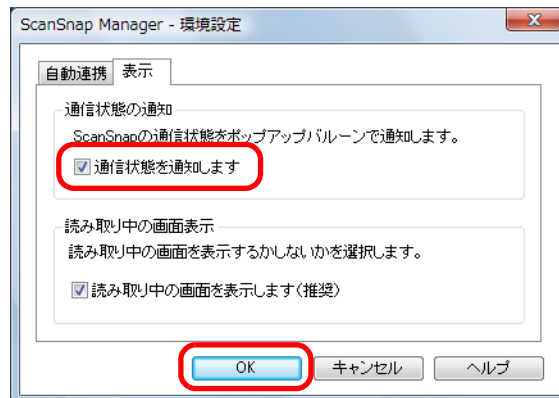 ScanSnap Manager - 環境設定
自動連携 表示
通信状態の通知
ScanSnapの通信状態をポップアップバルーンで通知します。
通信状態を通知します
読み取り中の画面表示
読み取り中の画面を表示するかしないかを選択します。
読み取り中の画面を表示します(推奨)
OK キャンセル ヘルプ